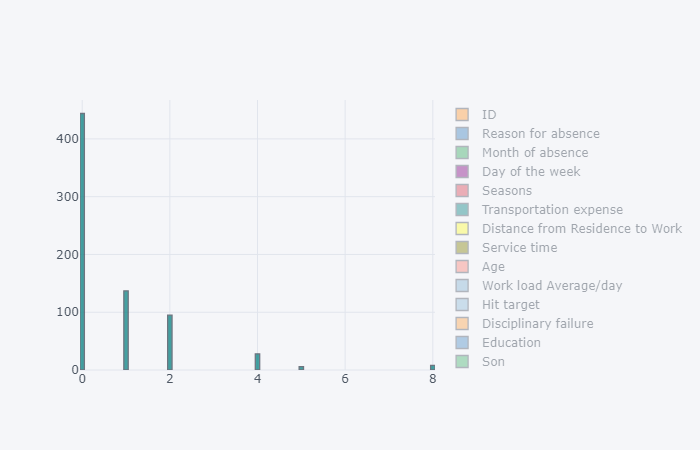 400
300
200
100
0
0 2 4 6 8
ID
Reason for absence
Month of absence
Day of the week
Seasons
Transportation expense
Distance from Residence to Work
Service time
Age
Work load Average/day
Hit target
Disciplinary failure
Education
Son